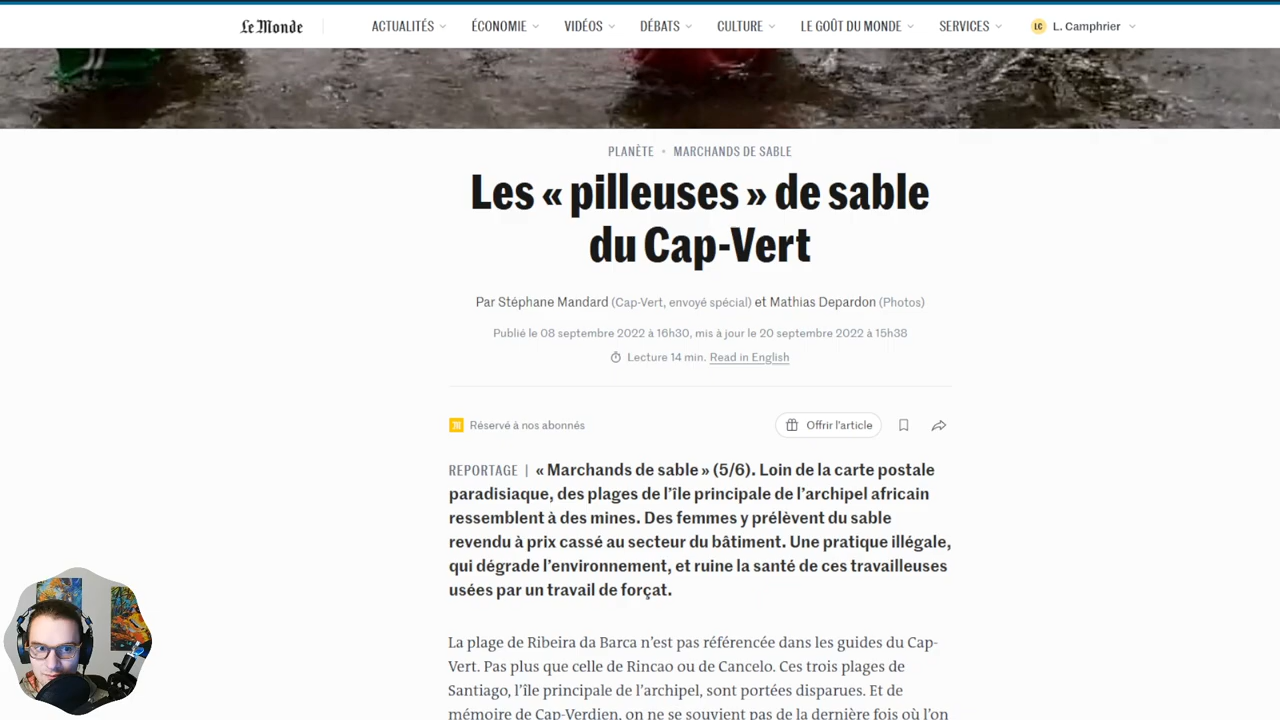 Le Monde
ACTUALITÉS
ÉCONOMIE
VIDÉOS
DÉBATS
CULTURE
LE GOÛT DU MONDE
SERVICES
LC
L. Camphrier
PLANÈTE • MARCHANDS DE SABLE
Les « pilleuses » de sable
du Cap-Vert
Par Stéphane Mandard (Cap-Vert, envoyé spécial) et Mathias Depardon (Photos)
Publié le 08 septembre 2022 à 16h30, mis à jour le 20 septembre 2022 à 15h38
Lecture 14 min. Read in English
Réservé à nos abonnés
Offrir l'article
REPORTAGE | « Marchands de sable » (5/6). Loin de la carte postale
paradisiaque, des plages de l’île principale de l’archipel africain
ressemblent à des mines. Des femmes y prélèvent du sable
revendu à prix cassé au secteur du bâtiment. Une pratique illégale,
qui dégrade l’environnement, et ruine la santé de ces travailleuses
usées par un travail de forçat.
La plage de Ribeira da Barca n’est pas référencée dans les guides du Cap-
Vert. Pas plus que celle de Rincao ou de Cancelo. Ces trois plages de
Santiago, l’île principale de l’archipel, sont portées disparues. Et de
mémoire de Cap-Verdien, on ne se souvient pas de la dernière fois où l’on